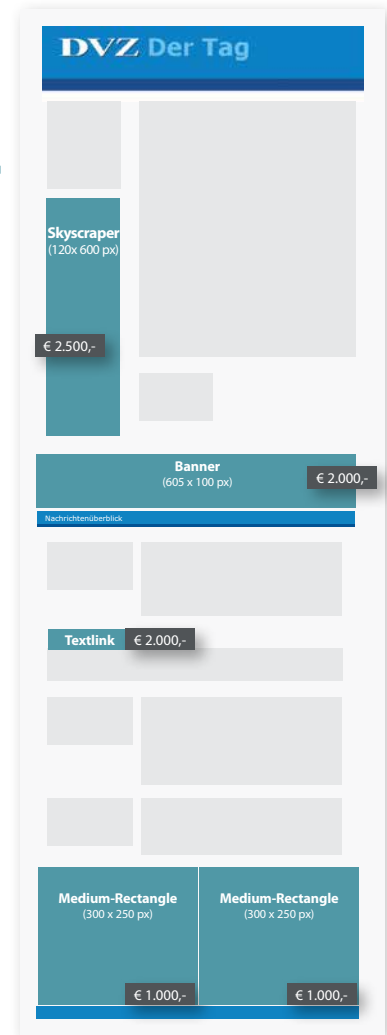 DVZ Der Tag
Skyscraper
(120x 600 px)
€ 2.500,-
Banner
(605 x 100 px)
€ 2.000,-
Nachrichtenüberblick
Textlink
€ 2.000,-
Medium-Rectangle
(300 x 250 px)
€ 1.000,-
Medium-Rectangle
(300 x 250 px)
€ 1.000,-